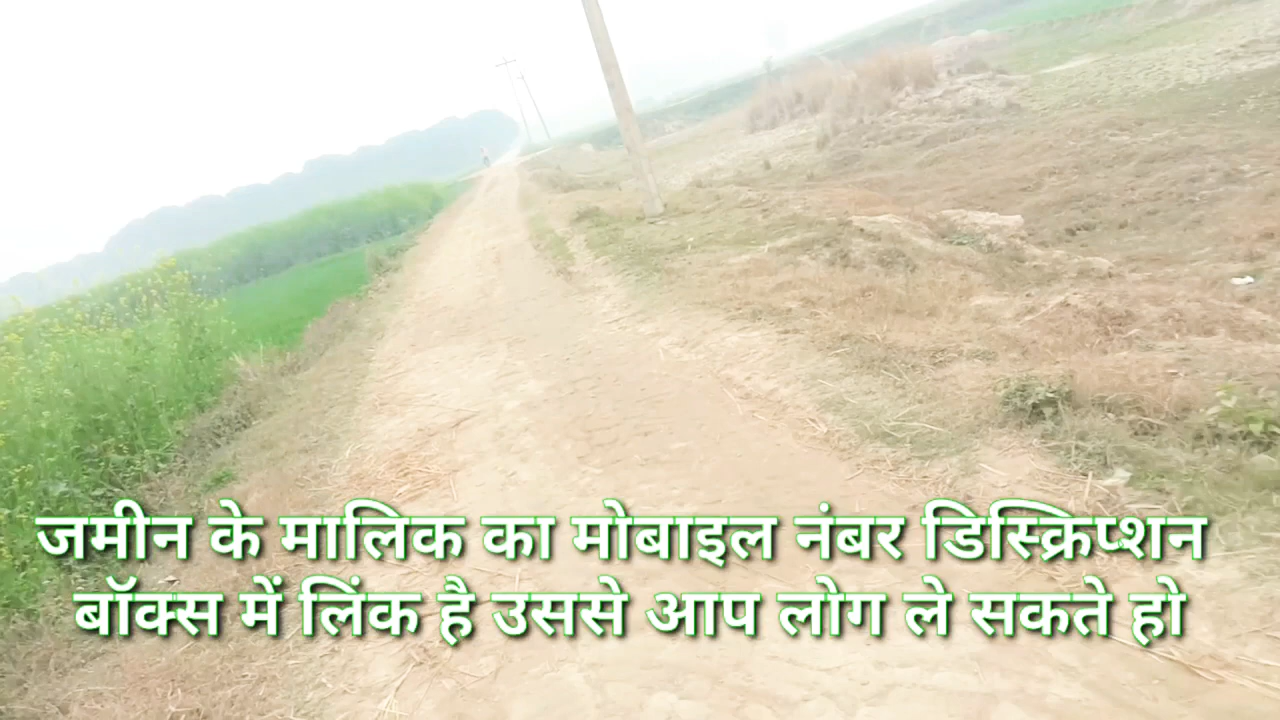 जमीन के मालिक का मोबाइल नंबर डिस्क्रिप्शन
बॉक्स में लिंक है उससे आप लोग ले सकते हो